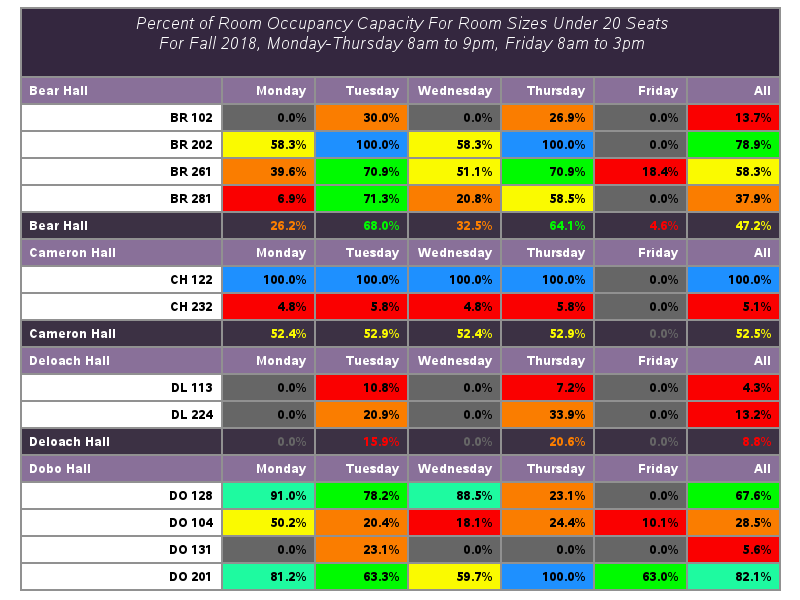 Percent of Room Occupancy Capacity For Room Sizes Under 20 Seats
For Fall 2018, Monday-Thursday 8am to 9pm, Friday 8am to 3pm
Bear Hall Monday Tuesday Wednesday Thursday Friday All
BR 102 0.0% 30.0% 0.0% 26.9% 0.0% 13.7%
BR 202 58.3% 100.0% 58.3% 100.0% 0.0% 78.9%
BR 261 39.6% 70.9% 51.1% 70.9% 18.4% 58.3%
BR 281 6.9% 71.3% 20.8% 58.5% 0.0% 37.9%
Bear Hall 26.2% 68.0% 32.5% 64.1% 4.6% 47.2%
Cameron Hall Monday Tuesday Wednesday Thursday Friday All
CH 122 100.0% 100.0% 100.0% 100.0% 0.0% 100.0%
CH 232 4.8% 5.8% 4.8% 5.8% 0.0% 5.1%
Cameron Hall 52.4% 52.9% 52.4% 52.9% 0.0% 52.5%
Deloach Hall Monday Tuesday Wednesday Thursday Friday All
DL 113 0.0% 10.8% 0.0% 7.2% 0.0% 4.3%
DL 224 0.0% 20.9% 0.0% 33.9% 0.0% 13.2%
Deloach Hall 0.0% 15.9% 0.0% 20.6% 0.0% 8.8%
Dobo Hall Monday Tuesday Wednesday Thursday Friday All
DO 128 91.0% 78.2% 88.5% 23.1% 0.0% 67.6%
DO 104 50.2% 20.4% 18.1% 24.4% 10.1% 28.5%
DO 131 0.0% 23.1% 0.0% 0.0% 0.0% 5.6%
DO 201 81.2% 63.3% 59.7% 100.0% 63.0% 82.1%